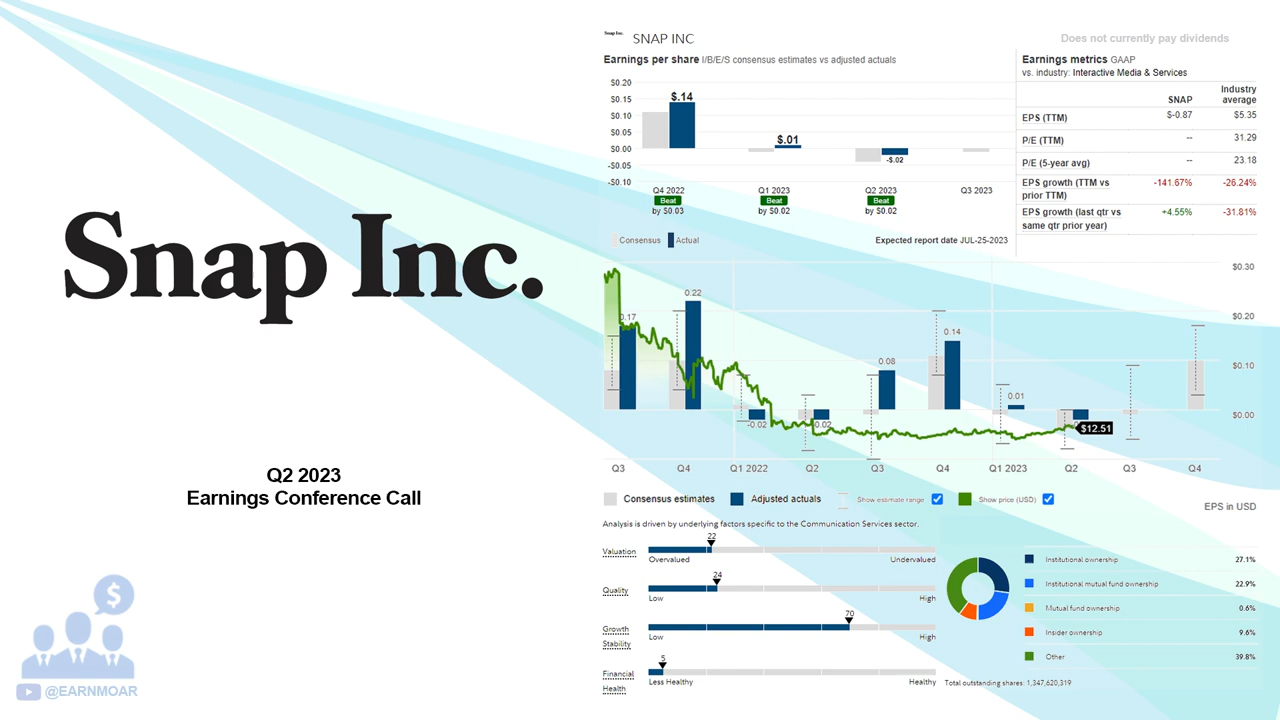 Snap Inc.
Q2 2023
Earnings Conference Call
$
@EARNMOAR
Snap Inc. SNAP INC
Does not currently pay dividends
Earnings per share I/B/E/S consensus estimates vs adjusted actuals
$0.20
$0.15
$0.10
$0.05
$0.00
-$0.05
-$0.10
$.14
$.01
-$.02
Q4 2022 Q1 2023 Q2 2023 Q3 2023
Beat Beat Beat
by $0.03 by $0.02 by $0.02
Consensus Actual Expected report date JUL-25-2023
Earnings metrics GAAP
vs. industry: Interactive Media & Services
SNAP Industry average
EPS (TTM) $-0.87 $5.35
P/E (TTM) -- 31.29
P/E (5-year avg) -- 23.18
EPS growth (TTM vs prior TTM) -141.67% -26.24%
EPS growth (last qtr vs same qtr prior year) +4.55% -31.81%
$0.30
$0.20
$0.10
$0.00
0.17 0.22 -0.02 -0.02 0.08 0.14 0.01
$12.51
Q3 Q4 Q1 2022 Q2 Q3 Q4 Q1 2023 Q2 Q3 Q4
Consensus estimates Adjusted actuals Show estimate range Show price (USD) EPS in USD
Analysis is driven by underlying factors specific to the Communication Services sector.
22
Valuation
Overvalued Undervalued
24
Quality
Low High
70
Growth Stability
Low High
5
Financial Health
Less Healthy Healthy
Institutional ownership 27.1%
Institutional mutual fund ownership 22.9%
Mutual fund ownership 0.6%
Insider ownership 9.6%
Other 39.8%
Total outstanding shares: 1,347,620,319